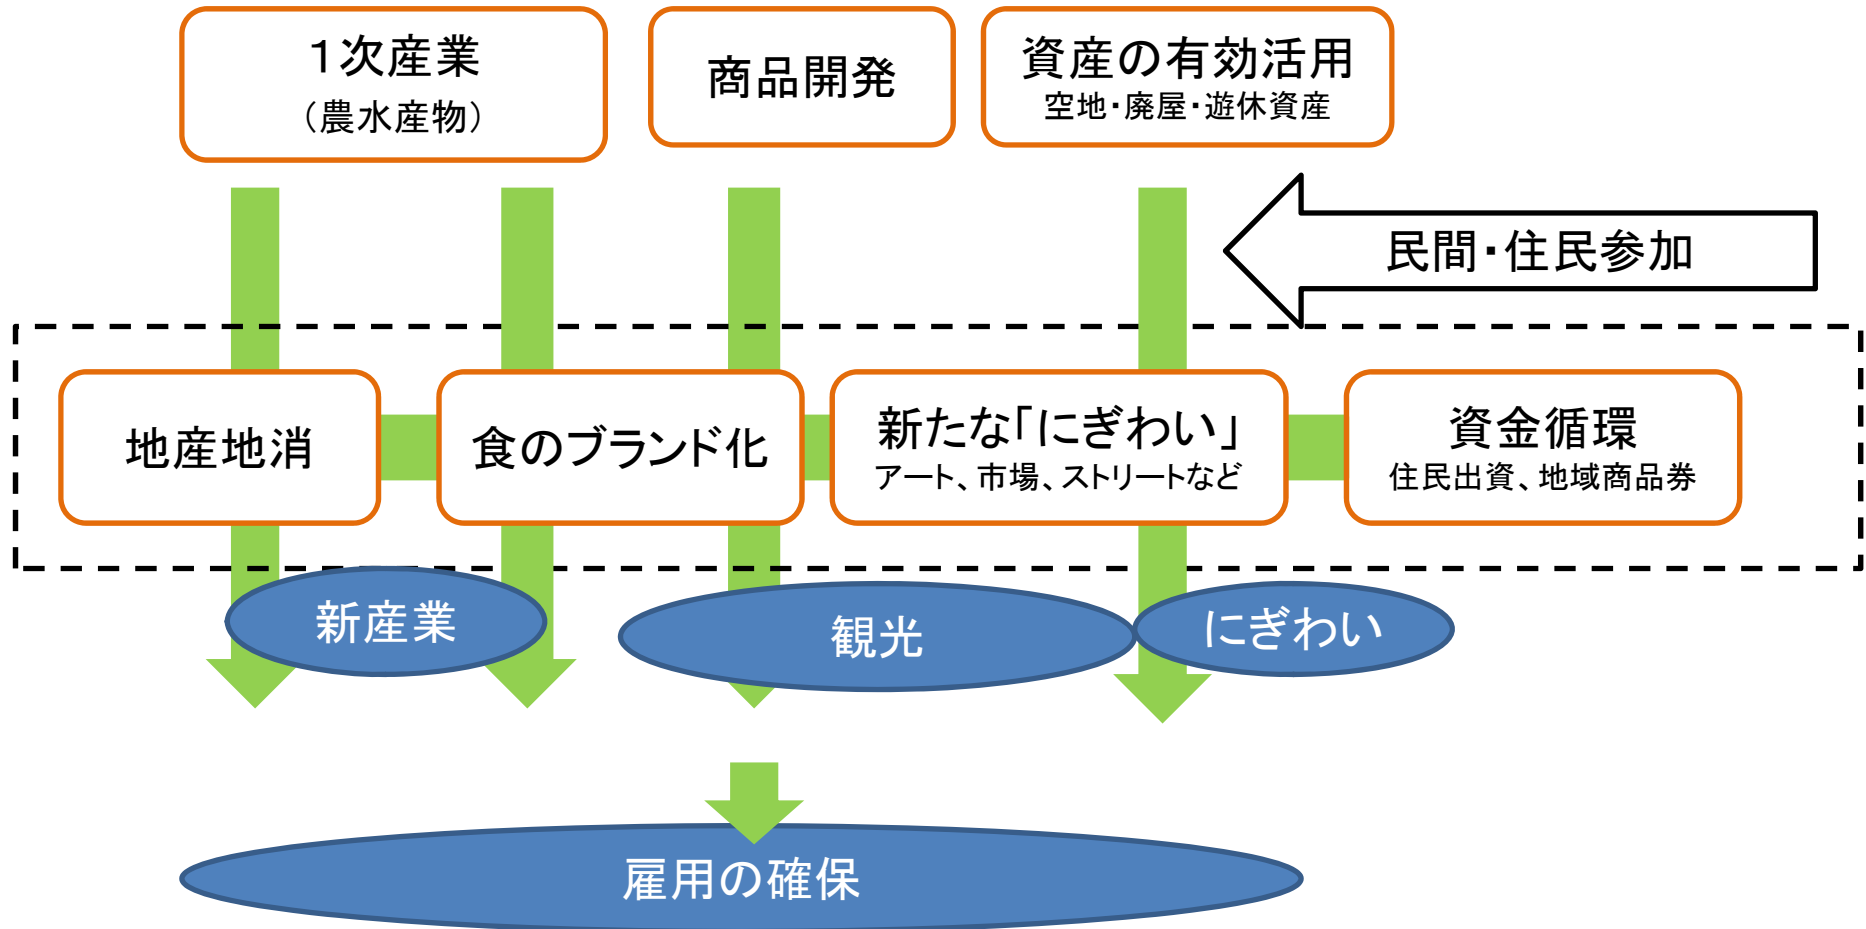 １次産業
（農水産物）
商品開発
資産の有効活用
空地・廃屋・遊休資産
民間・住民参加
地産地消
食のブランド化
新たな「にぎわい」
アート、市場、ストリートなど
資金循環
住民出資、地域商品券
新産業
観光
にぎわい
雇用の確保